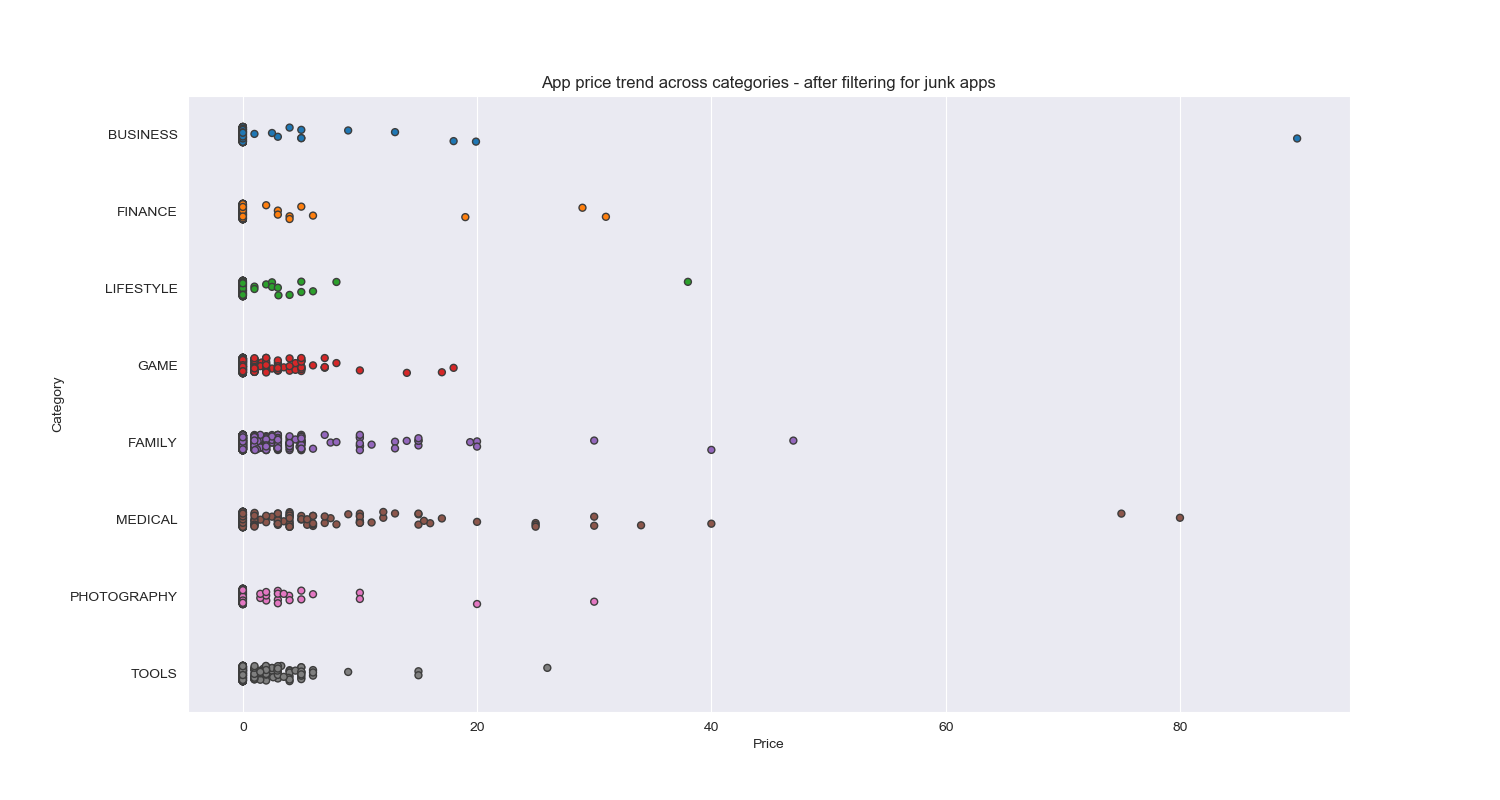 App price trend across categories - after filtering for junk apps
BUSINESS
FINANCE
LIFESTYLE
GAME
FAMILY
MEDICAL
PHOTOGRAPHY
TOOLS
Category
0 20 40 60 80
Price